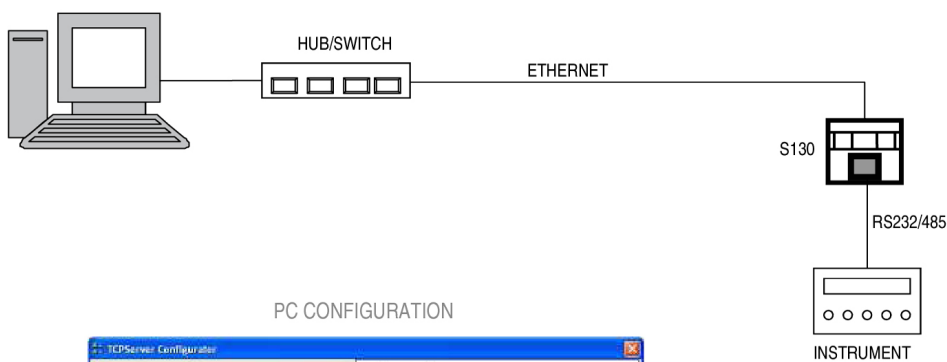 HUB/SWITCH
ETHERNET
S130
RS232/485
INSTRUMENT
PC CONFIGURATION
TCPServer Configurator